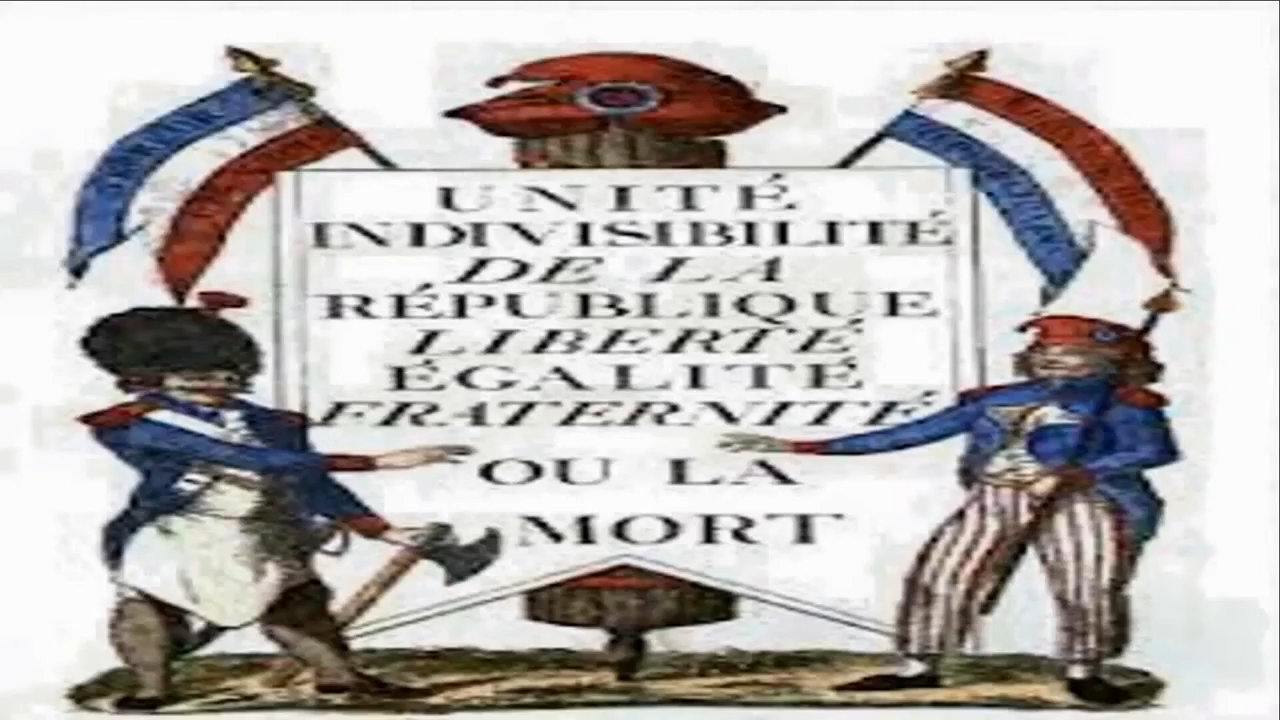 UNITÉ
INDIVISIBILITÉ
DE LA
RÉPUBLIQUE
LIBERTÉ
ÉGALITÉ
FRATERNITÉ
OU LA
MORT